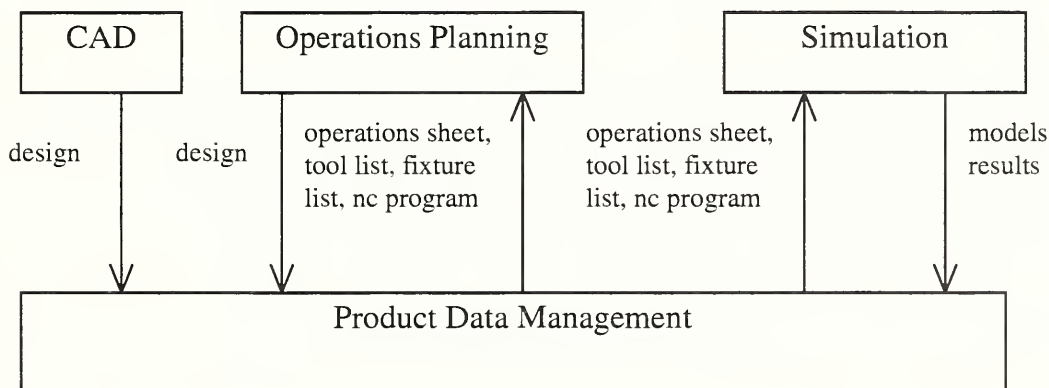 CAD
Operations Planning
Simulation
design
design
operations sheet,
tool list, fixture
list, nc program
operations sheet,
tool list, fixture
list, nc program
models
results
Product Data Management